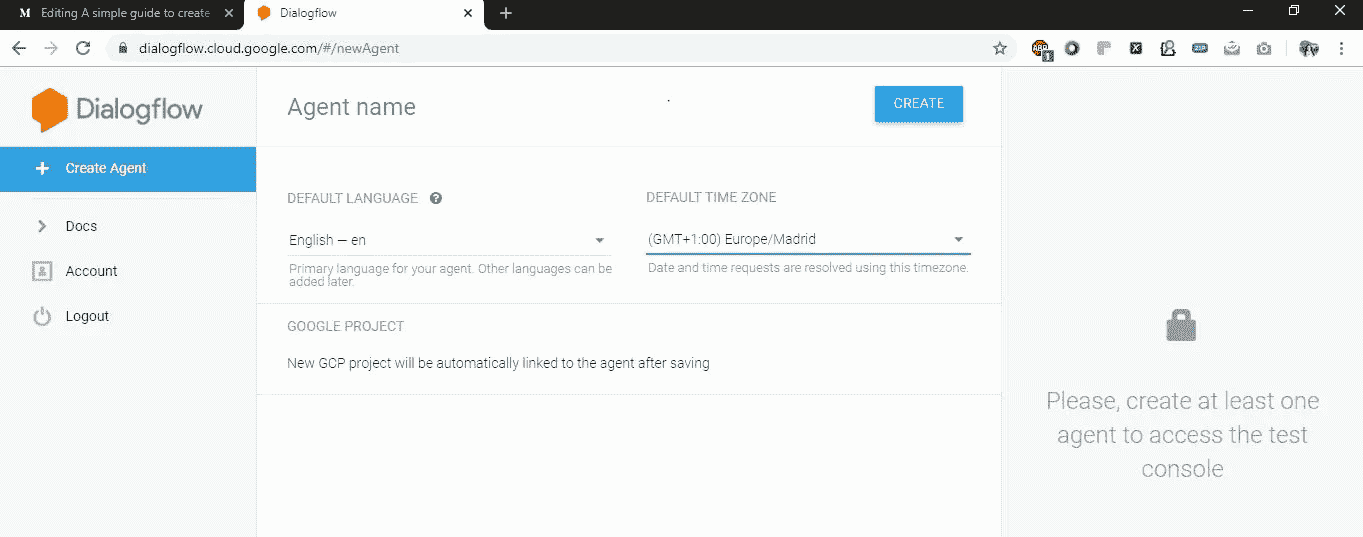 Editing A simple guide to create
Dialogflow
dialogflow.cloud.google.com/#/newAgent
Dialogflow
Create Agent
Docs
Account
Logout
Agent name
CREATE
DEFAULT LANGUAGE
English — en
Primary language for your agent. Other languages can be
added later.
DEFAULT TIME ZONE
(GMT+1:00) Europe/Madrid
Date and time requests are resolved using this timezone.
GOOGLE PROJECT
New GCP project will be automatically linked to the agent after saving
Please, create at least one
agent to access the test
console